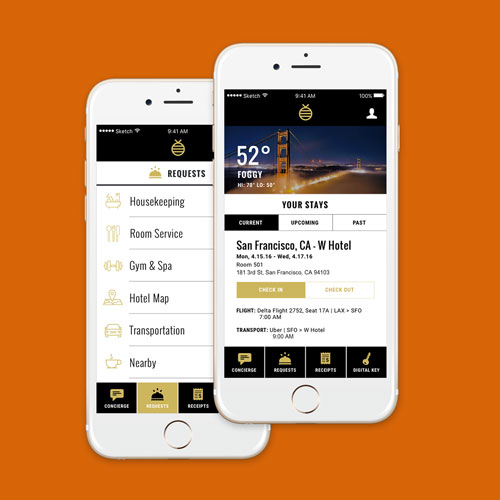 Sketch
9:41 AM
REQUESTS
Housekeeping
Room Service
Gym & Spa
Hotel Map
Transportation
Nearby
CONCIERGE
REQUESTS
RECEIPTS
Sketch
9:41 AM
100%
52°
FOGGY
HI: 70° LO: 50°
YOUR STAYS
CURRENT
UPCOMING
PAST
San Francisco, CA - W Hotel
Mon, 4.15.16 - Wed, 4.17.16
Room 501
181 3rd St, San Francisco, CA 94103
CHECK IN
CHECK OUT
FLIGHT: Delta Flight 2752, Seat 17A | LAX > SFO
7:00 AM
TRANSPORT: Uber | SFO > W Hotel
9:00 AM
CONCIERGE
REQUESTS
RECEIPTS
DIGITAL KEY